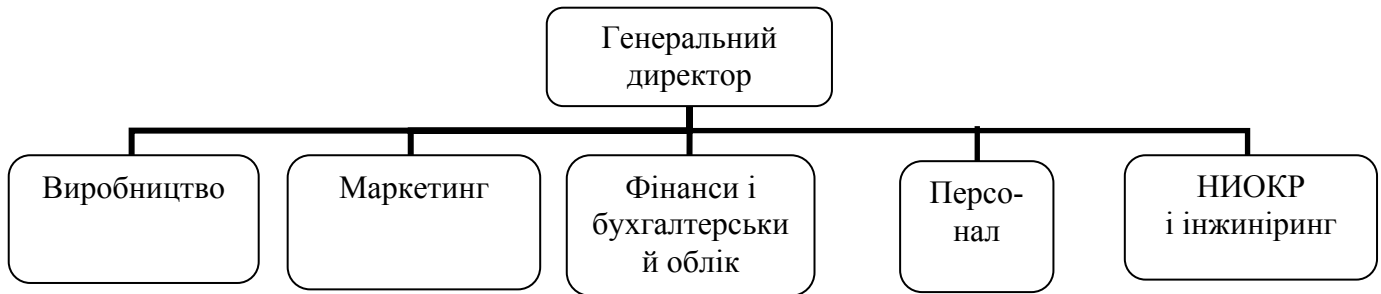 Генеральний
директор
Виробництво
Маркетинг
Фінанси і
бухгалтерськи
й облік
Персо-
нал
НИОКР
і інжиніринг